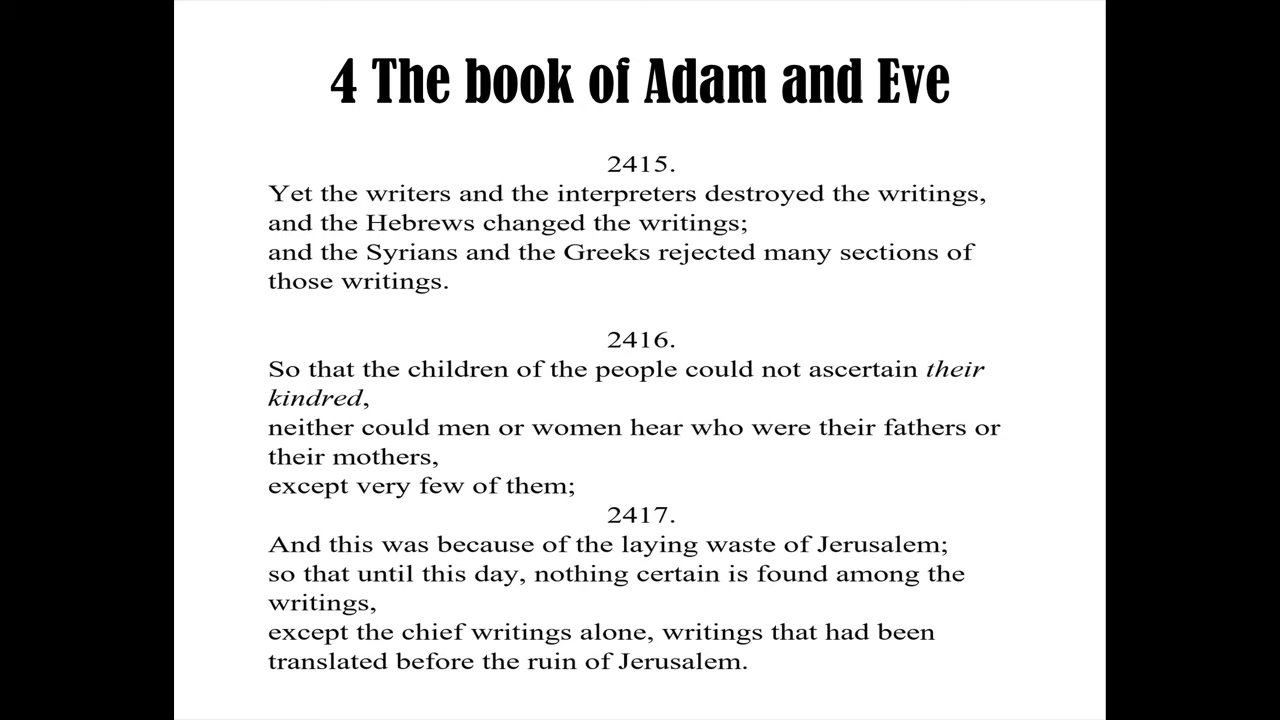 4 The book of Adam and Eve
2415.
Yet the writers and the interpreters destroyed the writings,
and the Hebrews changed the writings;
and the Syrians and the Greeks rejected many sections of
those writings.
2416.
So that the children of the people could not ascertain their
kindred,
neither could men or women hear who were their fathers or
their mothers,
except very few of them;
2417.
And this was because of the laying waste of Jerusalem;
so that until this day, nothing certain is found among the
writings,
except the chief writings alone, writings that had been
translated before the ruin of Jerusalem.